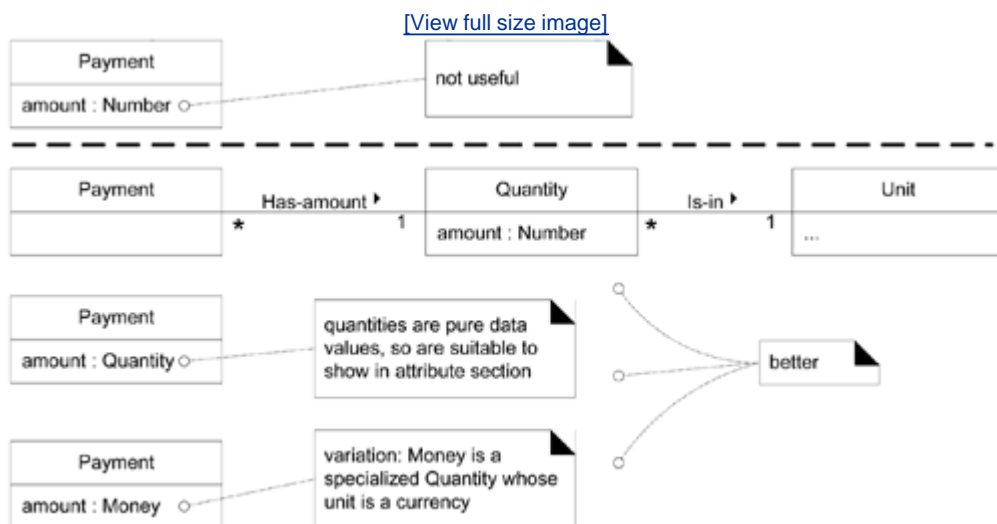 [View full size image]
Payment
amount : Number
not useful
Payment
Has-amount
*
1
Quantity
amount : Number
Is-in
*
1
Unit
...
Payment
amount : Quantity
quantities are pure data
values, so are suitable to
show in attribute section
better
Payment
amount : Money
variation: Money is a
specialized Quantity whose
unit is a currency